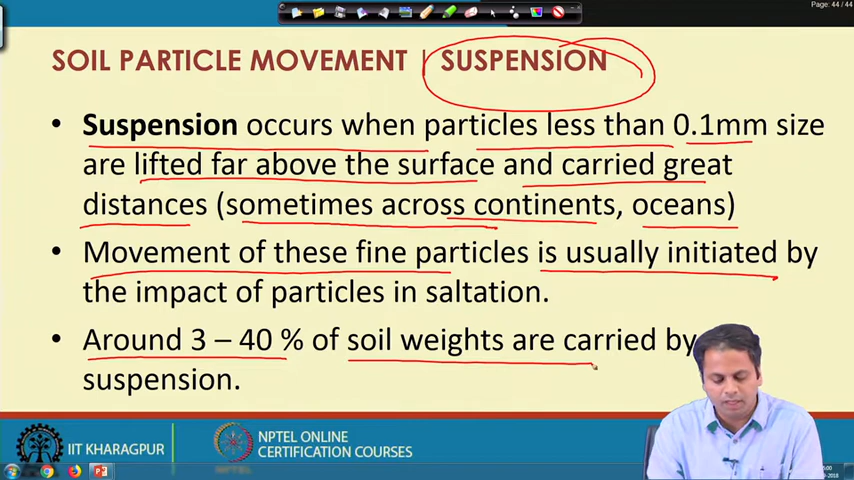 Page: 44 / 44
SOIL PARTICLE MOVEMENT | SUSPENSION
• Suspension occurs when particles less than 0.1mm size
are lifted far above the surface and carried great
distances (sometimes across continents, oceans)
• Movement of these fine particles is usually initiated by
the impact of particles in saltation.
• Around 3 – 40 % of soil weights are carried by
suspension.
IIT KHARAGPUR
NPTEL ONLINE
CERTIFICATION COURSES
NPTEL